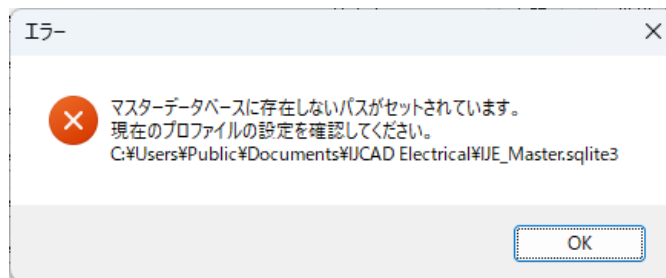 エラー
マスターデータベースに存在しないパスがセットされています。
現在のプロファイルの設定を確認してください。
C:¥Users¥Public¥Documents¥IJCAD Electrical¥IJE_Master.sqlite3
OK